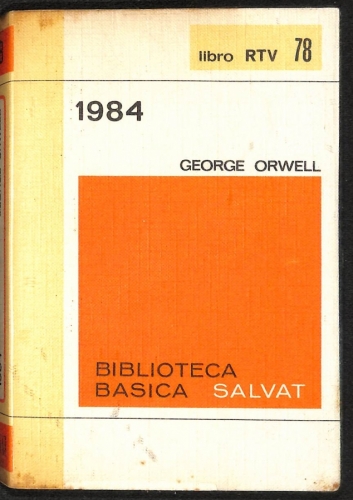 libro RTV 78
1984
GEORGE ORWELL
BIBLIOTECA
BASICA SALVAT